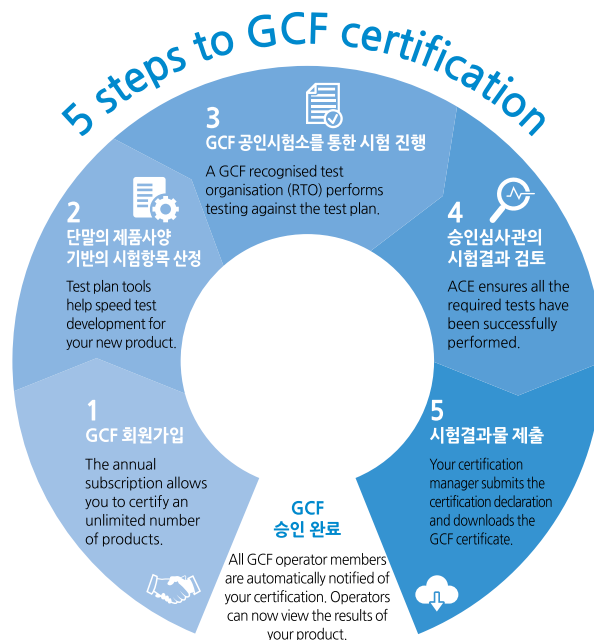 5 steps to GCF certification
1
GCF 회원가입
The annual
subscription allows
you to certify an
unlimited number
of products.
2
단말의 제품사양
기반의 시험항목 산정
Test plan tools
help speed test
development for
your new product.
3
GCF 공인시험소를 통한 시험 진행
A GCF recognised test
organisation (RTO) performs
testing against the test plan.
4
승인심사관의
시험결과 검토
ACE ensures all the
required tests have
been successfully
performed.
5
시험결과물 제출
Your certification
manager submits the
certification declaration
and downloads the
GCF certificate.
GCF
승인 완료
All GCF operator members
are automatically notified of
your certification. Operators
can now view the results of
your product.